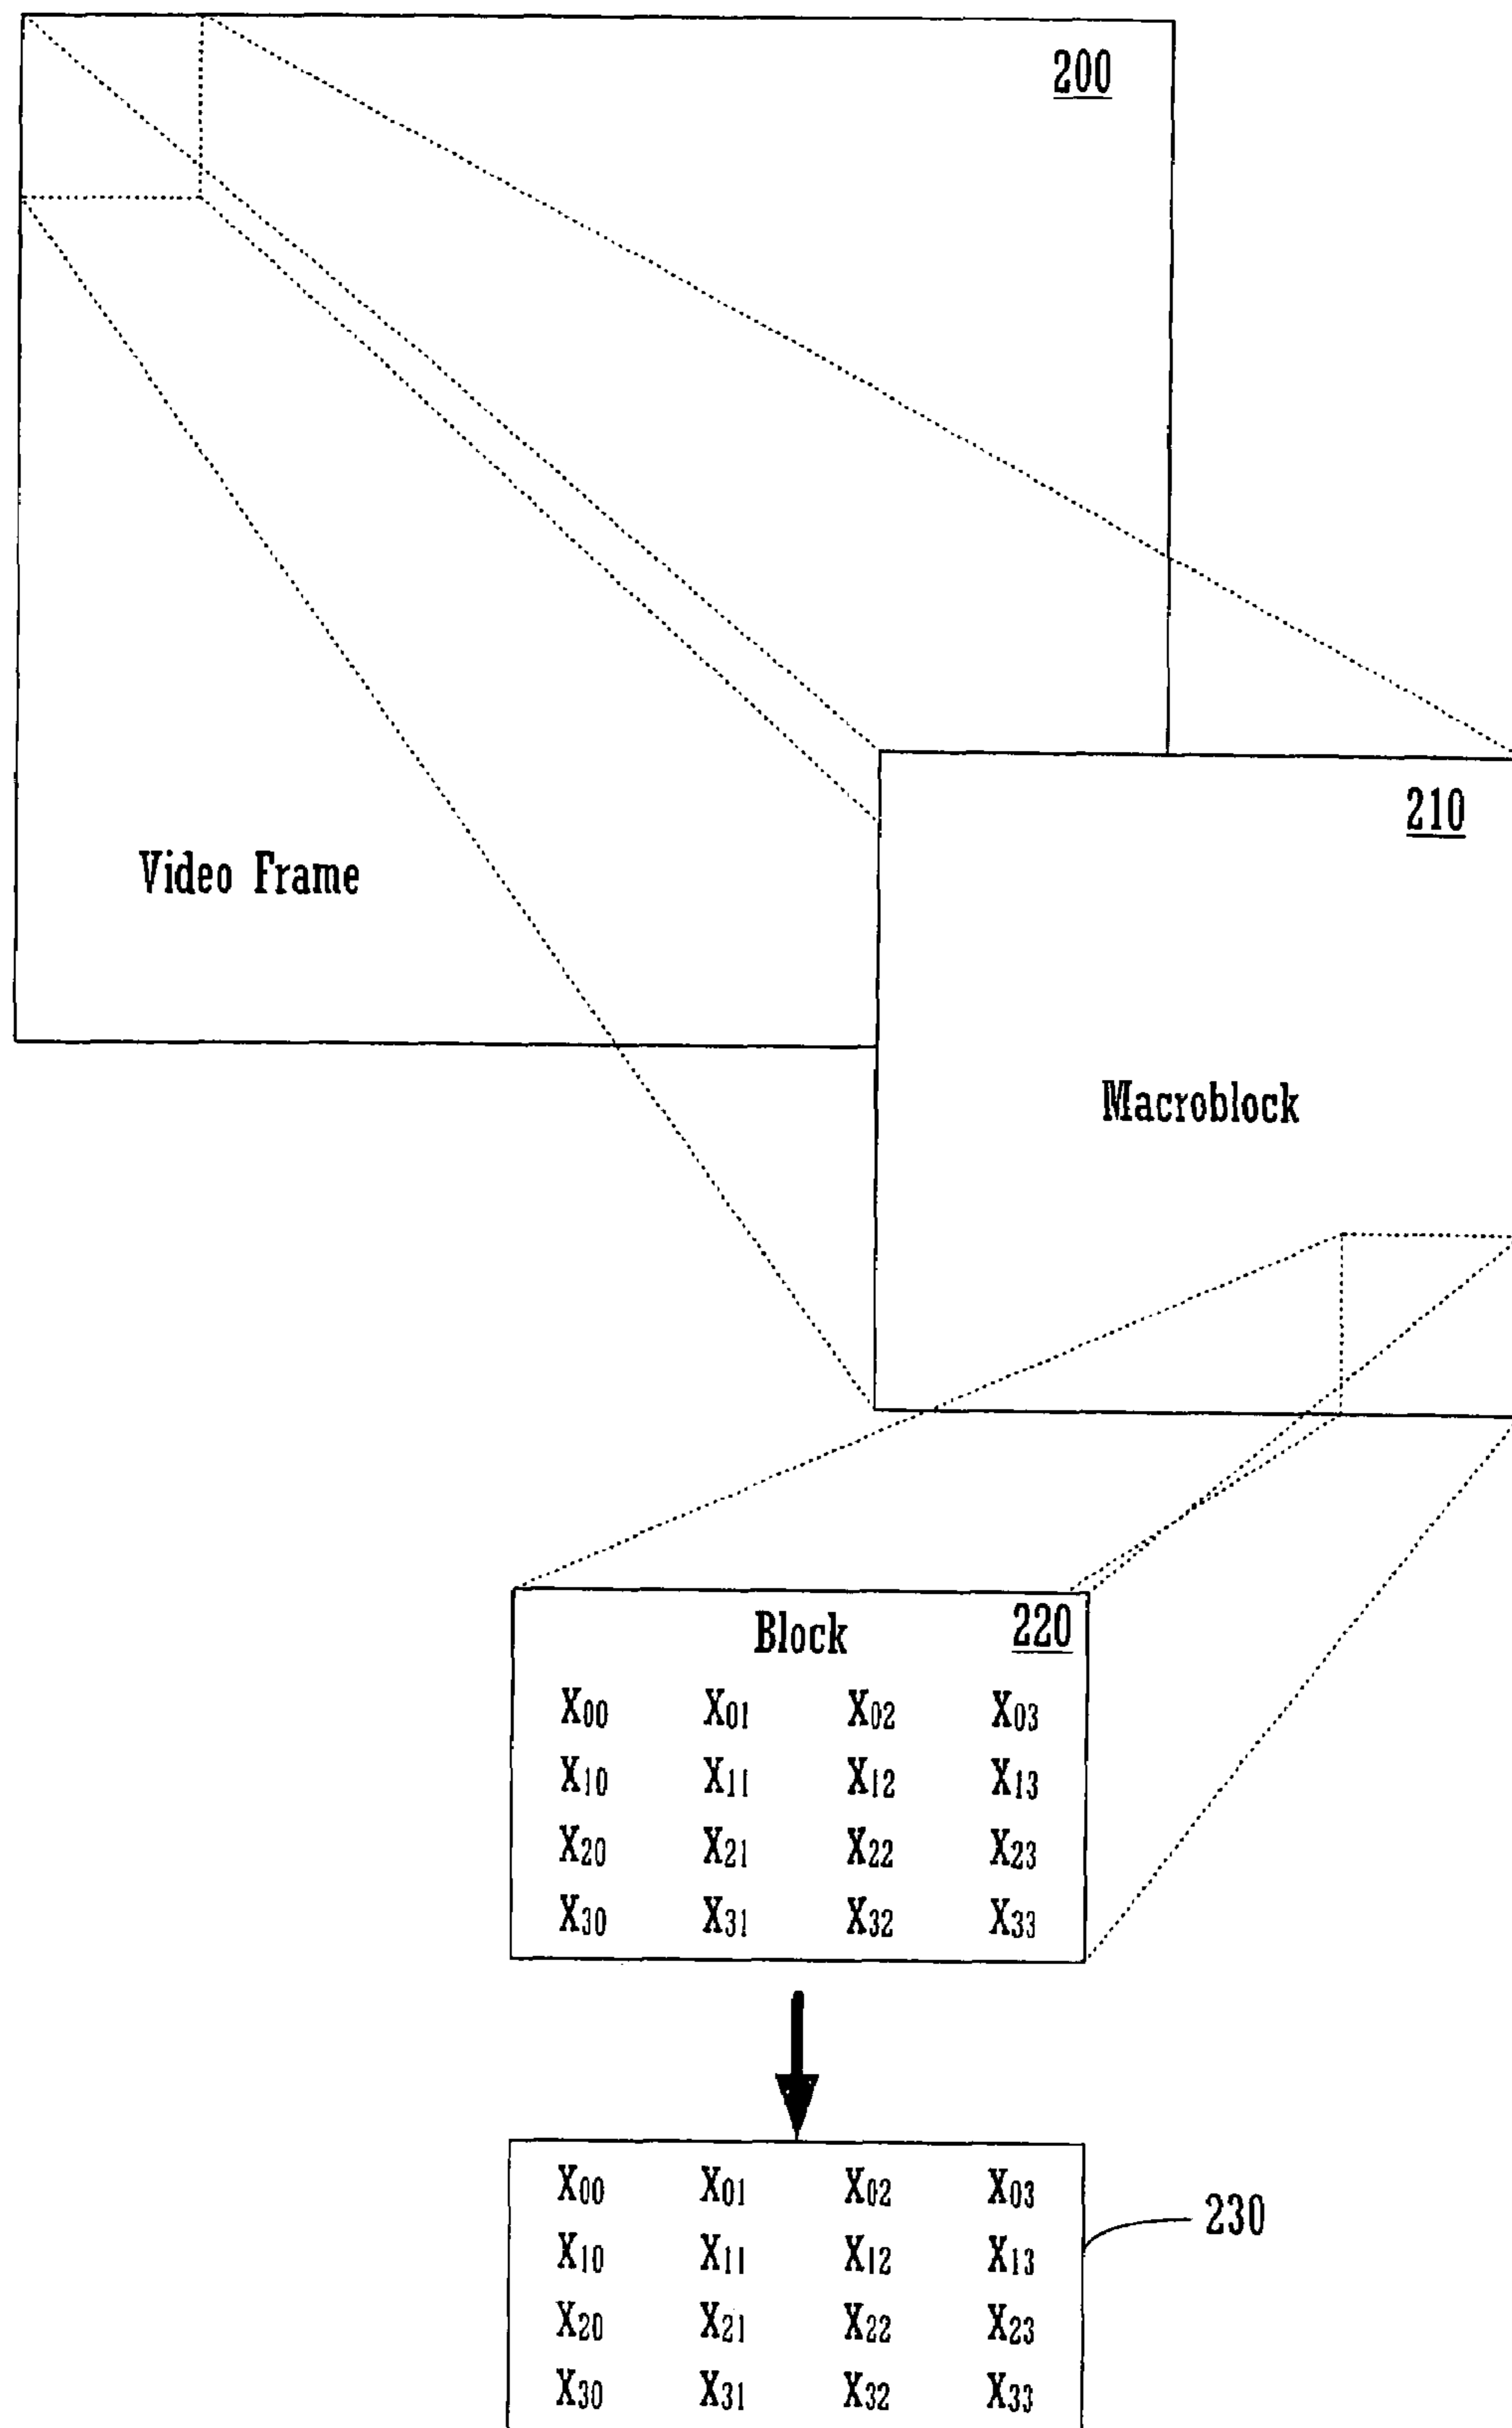 200
Video Frame
210
Macroblock
Block 220
X00 X01 X02 X03
X10 X11 X12 X13
X20 X21 X22 X23
X30 X31 X32 X33
X00 X01 X02 X03
230
X10 X11 X12 X13
X20 X21 X22 X23
X30 X31 X32 X33